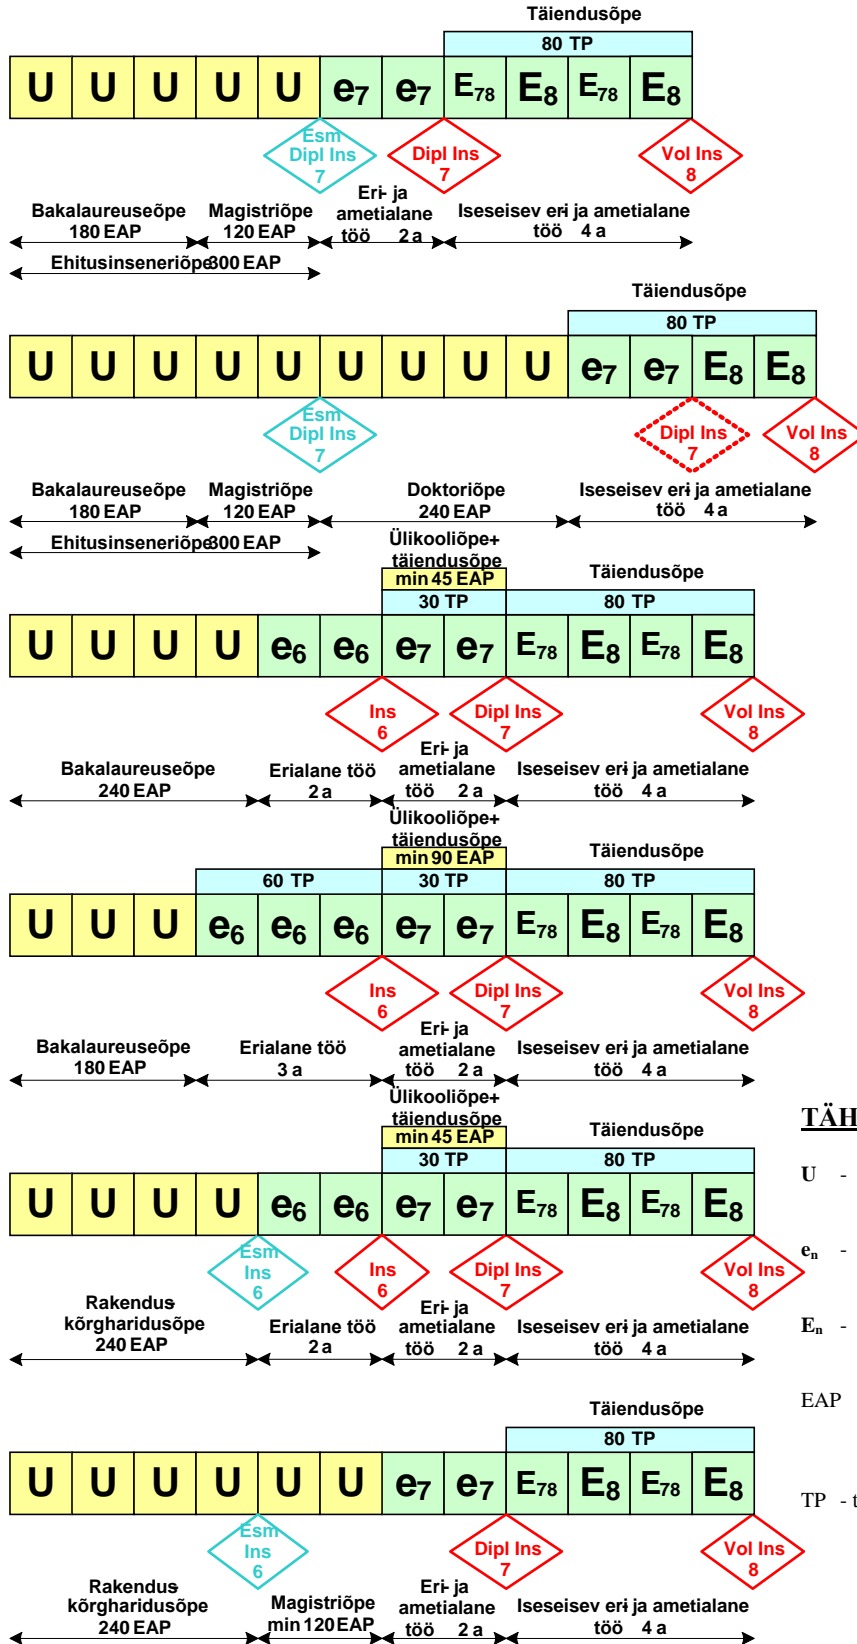 Täiendusõpe
80 TP
U U U U U e7 e7 E78 E8 E78 E8
Esm Dipl Ins 7
Dipl Ins 7
Vol Ins 8
Bakalaureuseõpe 180 EAP
Magistriõpe 120 EAP
Eri- ja ametialane töö 2 a
Iseseisev eri- ja ametialane töö 4 a
Ehitusinseneriõpe 300 EAP
Täiendusõpe
80 TP
U U U U U U U U U e7 e7 E8 E8
Esm Dipl Ins 7
Dipl Ins 7
Vol Ins 8
Bakalaureuseõpe 180 EAP
Magistriõpe 120 EAP
Doktoriõpe 240 EAP
Iseseisev eri- ja ametialane töö 4 a
Ehitusinseneriõpe 300 EAP
Ülikooliõpe+ täiendusõpe
min 45 EAP
Täiendusõpe
30 TP
80 TP
U U U U e6 e6 e7 e7 E78 E8 E78 E8
Ins 6
Dipl Ins 7
Vol Ins 8
Bakalaureuseõpe 240 EAP
Erialane töö 2 a
Eri- ja ametialane töö 2 a
Iseseisev eri- ja ametialane töö 4 a
Ülikooliõpe+ täiendusõpe
min 90 EAP
Täiendusõpe
60 TP
30 TP
80 TP
U U U e6 e6 e6 e7 e7 E78 E8 E78 E8
Ins 6
Dipl Ins 7
Vol Ins 8
Bakalaureuseõpe 180 EAP
Erialane töö 3 a
Eri- ja ametialane töö 2 a
Iseseisev eri- ja ametialane töö 4 a
Ülikooliõpe+ täiendusõpe
min 45 EAP
Täiendusõpe
30 TP
80 TP
U U U U e6 e6 e7 e7 E78 E8 E78 E8
Esm Ins 6
Ins 6
Dipl Ins 7
Vol Ins 8
Rakendus- kõrgharidusõpe 240 EAP
Erialane töö 2 a
Eri- ja ametialane töö 2 a
Iseseisev eri- ja ametialane töö 4 a
Täiendusõpe
80 TP
U U U U U U e7 e7 E78 E8 E78 E8
Esm Ins 6
Dipl Ins 7
Vol Ins 8
Rakendus- kõrgharidusõpe 240 EAP
Magistriõpe min 120 EAP
Eri- ja ametialane töö 2 a
Iseseisev eri- ja ametialane töö 4 a
TÄH
U -
en -
En -
EAP
TP - t